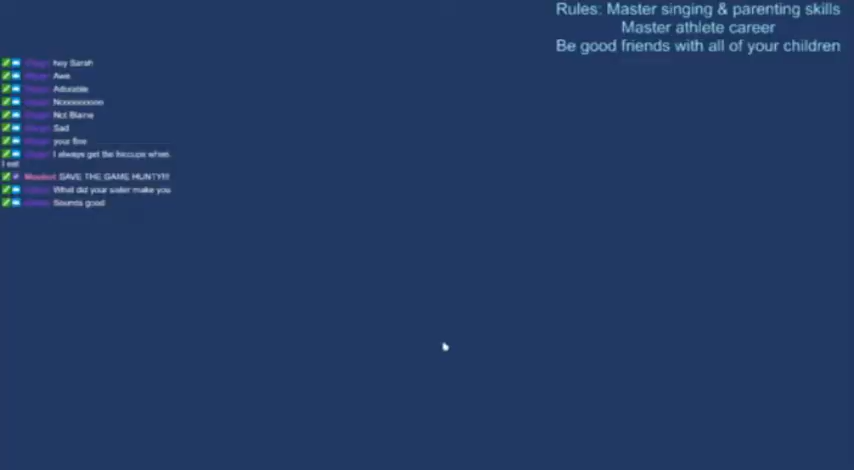 Rules: Master singing & parenting skills
Master athlete career
Be good friends with all of your children
hey Sarah
Awe
Adorable
Nooooooooo
Not Blaine
Sad
your fine
I always get the hiccups when
I eat
Moobot: SAVE THE GAME HUNTY!!!
What did your sister make you
Sounds good